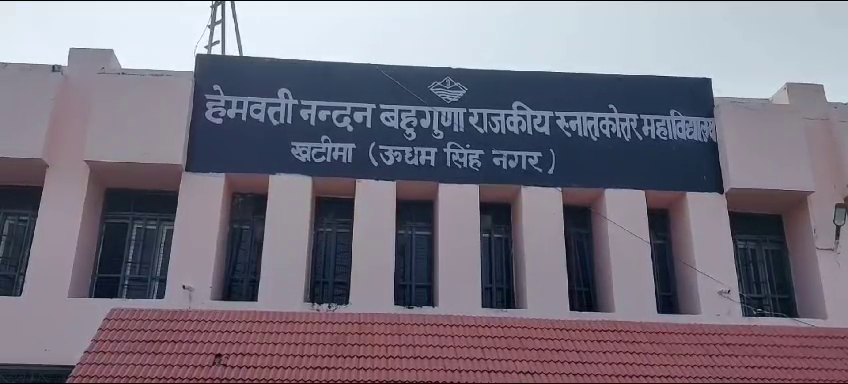 हेमवती नन्दन बहुगुणा राजकीय स्नातकोत्तर महाविद्यालय
खटीमा (ऊधम सिंह नगर)